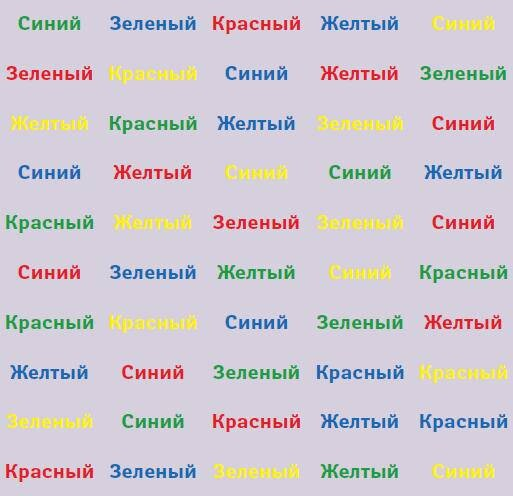 Синий Зеленый Красный Желтый Синий
Зеленый Красный Синий Желтый Зеленый
Желтый Красный Желтый Зеленый Синий
Синий Желтый Синий Синий Желтый
Красный Желтый Зеленый Зеленый Синий
Синий Зеленый Желтый Синий Красный
Красный Красный Синий Зеленый Желтый
Желтый Синий Зеленый Красный Красный
Зеленый Синий Красный Желтый Красный
Красный Зеленый Зеленый Желтый Синий